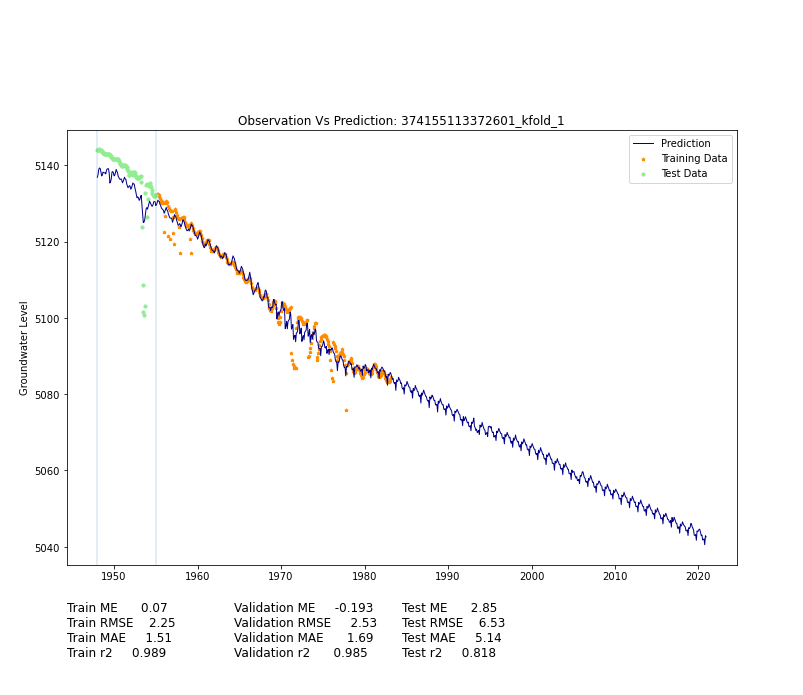 Observation Vs Prediction: 374155113372601_kfold_1
Prediction
Training Data
Test Data
Groundwater Level
5140
5120
5100
5080
5060
5040
1950 1960 1970 1980 1990 2000 2010 2020
Train ME 0.07 Validation ME -0.193 Test ME 2.85
Train RMSE 2.25 Validation RMSE 2.53 Test RMSE 6.53
Train MAE 1.51 Validation MAE 1.69 Test MAE 5.14
Train r2 0.989 Validation r2 0.985 Test r2 0.818